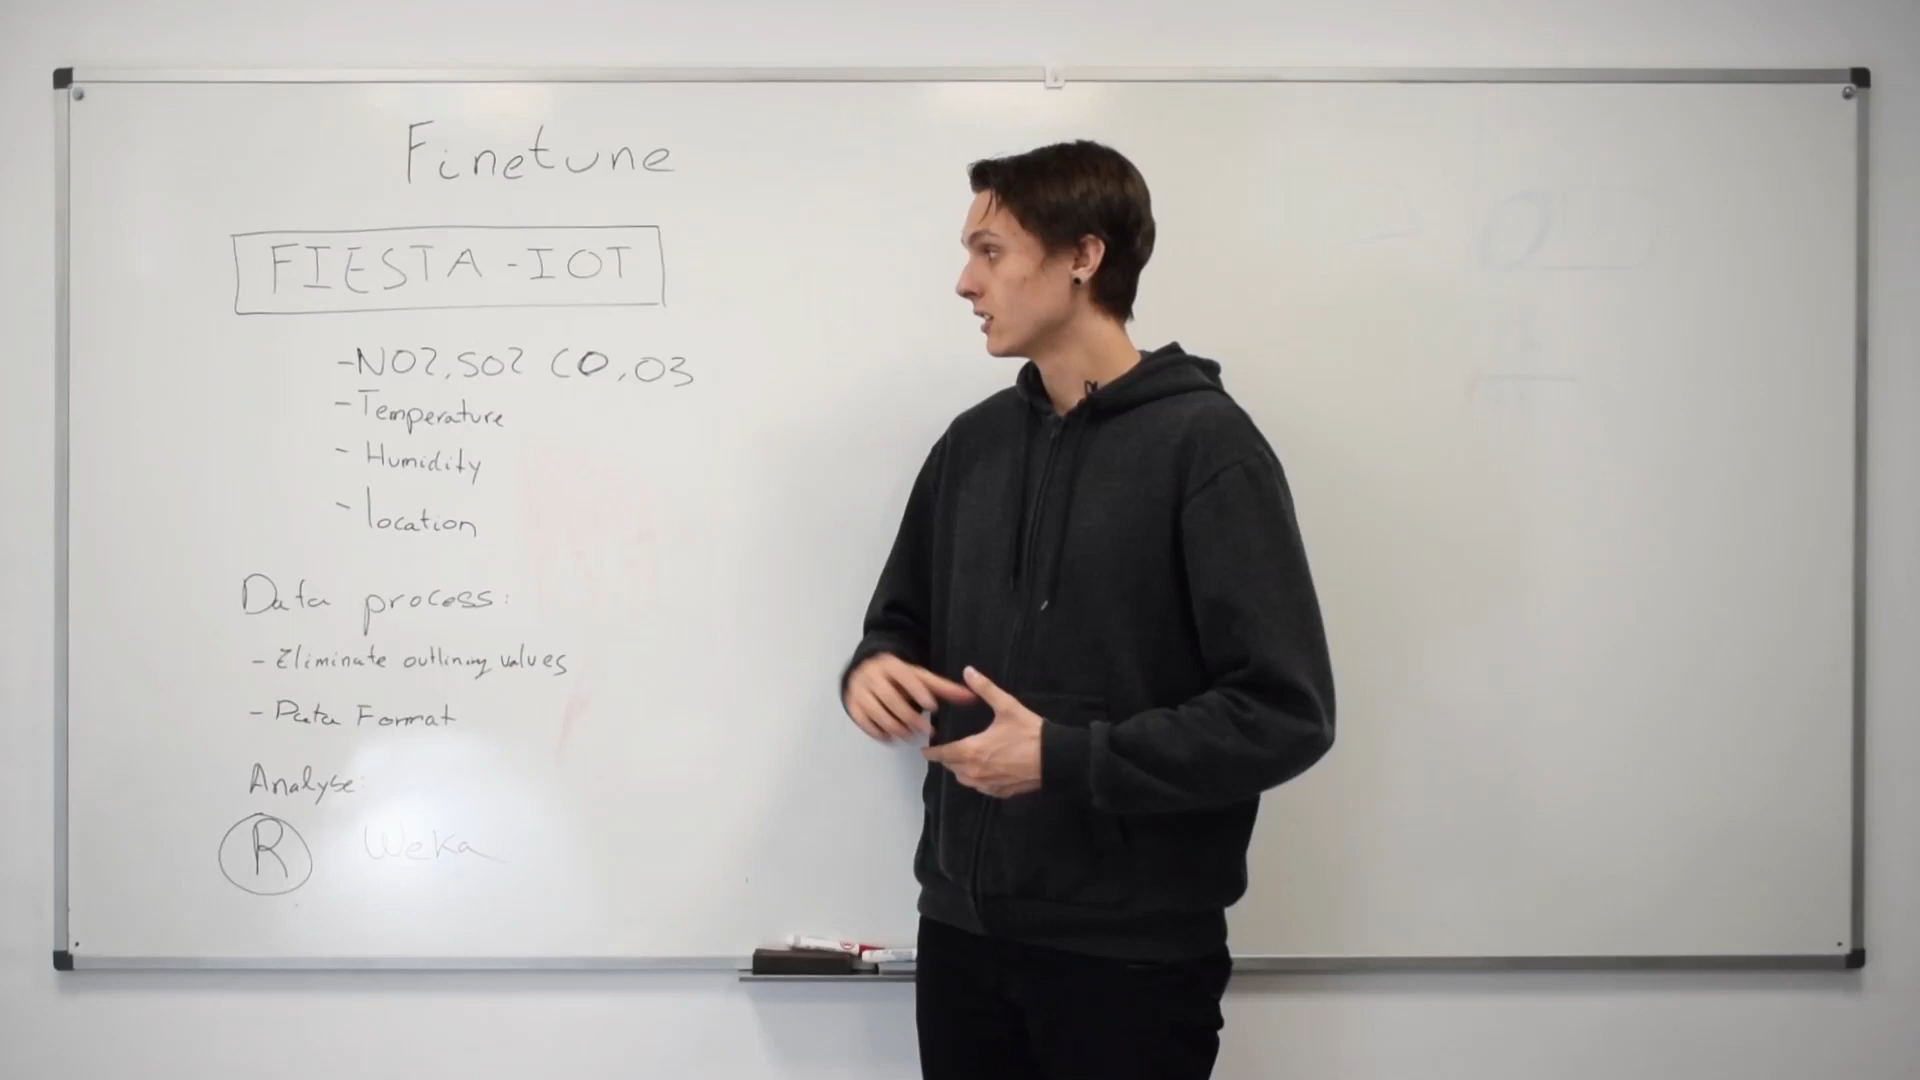 Finetune
FIESTA-IOT
-NO2,SO2 CO,O3
- Temperature
- Humidity
- location
Data process:
- Eliminate outlining values
- Data Format
Analyse:
R Weka